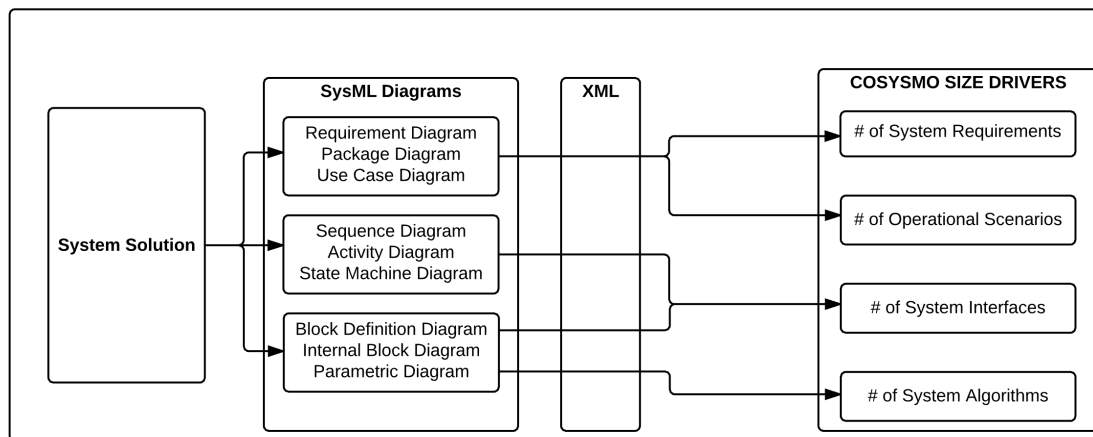 System Solution
SysML Diagrams
Requirement Diagram
Package Diagram
Use Case Diagram
Sequence Diagram
Activity Diagram
State Machine Diagram
Block Definition Diagram
Internal Block Diagram
Parametric Diagram
XML
COSYSMO SIZE DRIVERS
# of System Requirements
# of Operational Scenarios
# of System Interfaces
# of System Algorithms